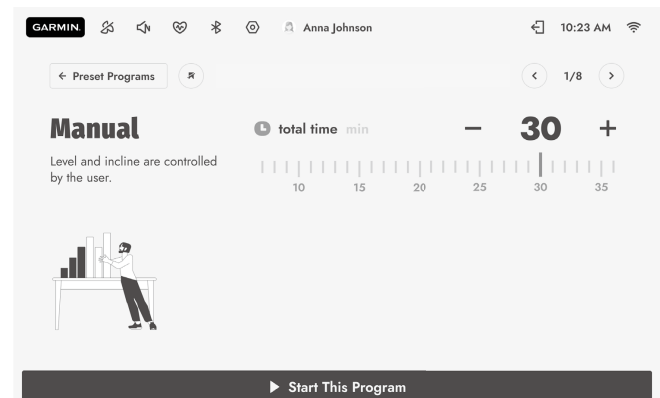 GARMIN.
Anna Johnson
10:23 AM
← Preset Programs
1/8
Manual
total time min
30
Level and incline are controlled
by the user.
10 15 20 25 30 35
Start This Program